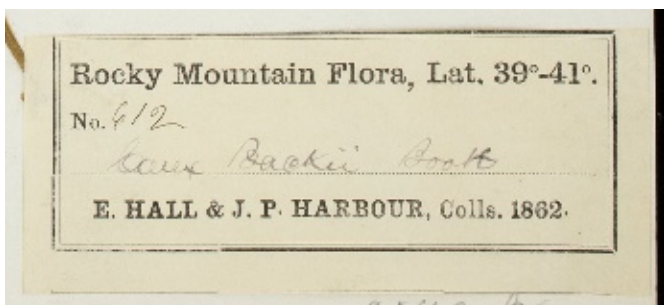 Rocky Mountain Flora, Lat. 39°-41°.
No. 612
Carex Backii Boott
E. HALL & J. P. HARBOUR, Colls. 1862.